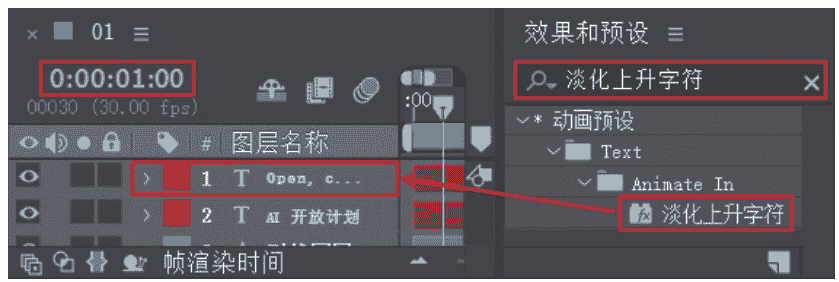 × 01 ≡
0:00:01:00
00030 (30.00 fps)
:00
# 图层名称
1 T Open, c...
2 T AI 开放计划
帧渲染时间
效果和预设 ≡
淡化上升字符 ×
* 动画预设
Text
Animate In
淡化上升字符